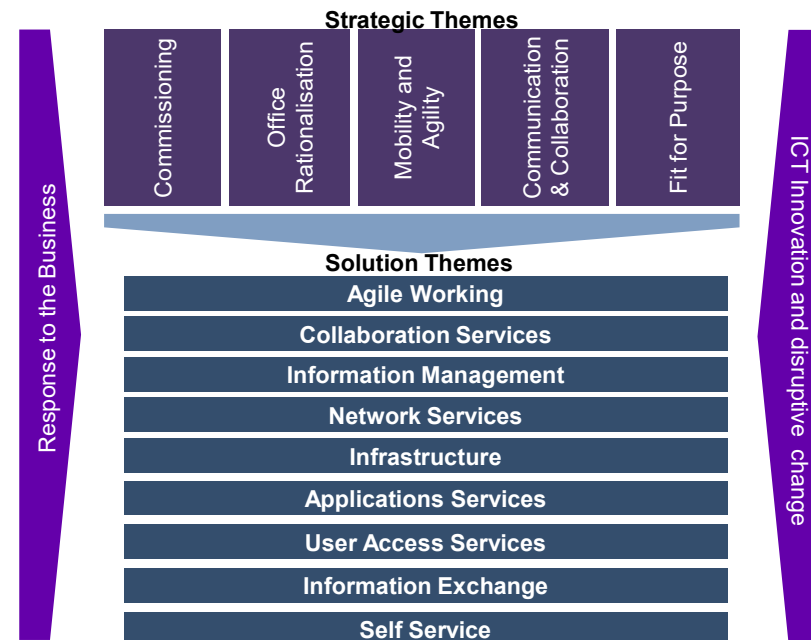 Strategic Themes
Commissioning
Office
Rationalisation
Mobility and
Agility
Communication
& Collaboration
Fit for Purpose
Response to the Business
ICT Innovation and disruptive change
Solution Themes
Agile Working
Collaboration Services
Information Management
Network Services
Infrastructure
Applications Services
User Access Services
Information Exchange
Self Service